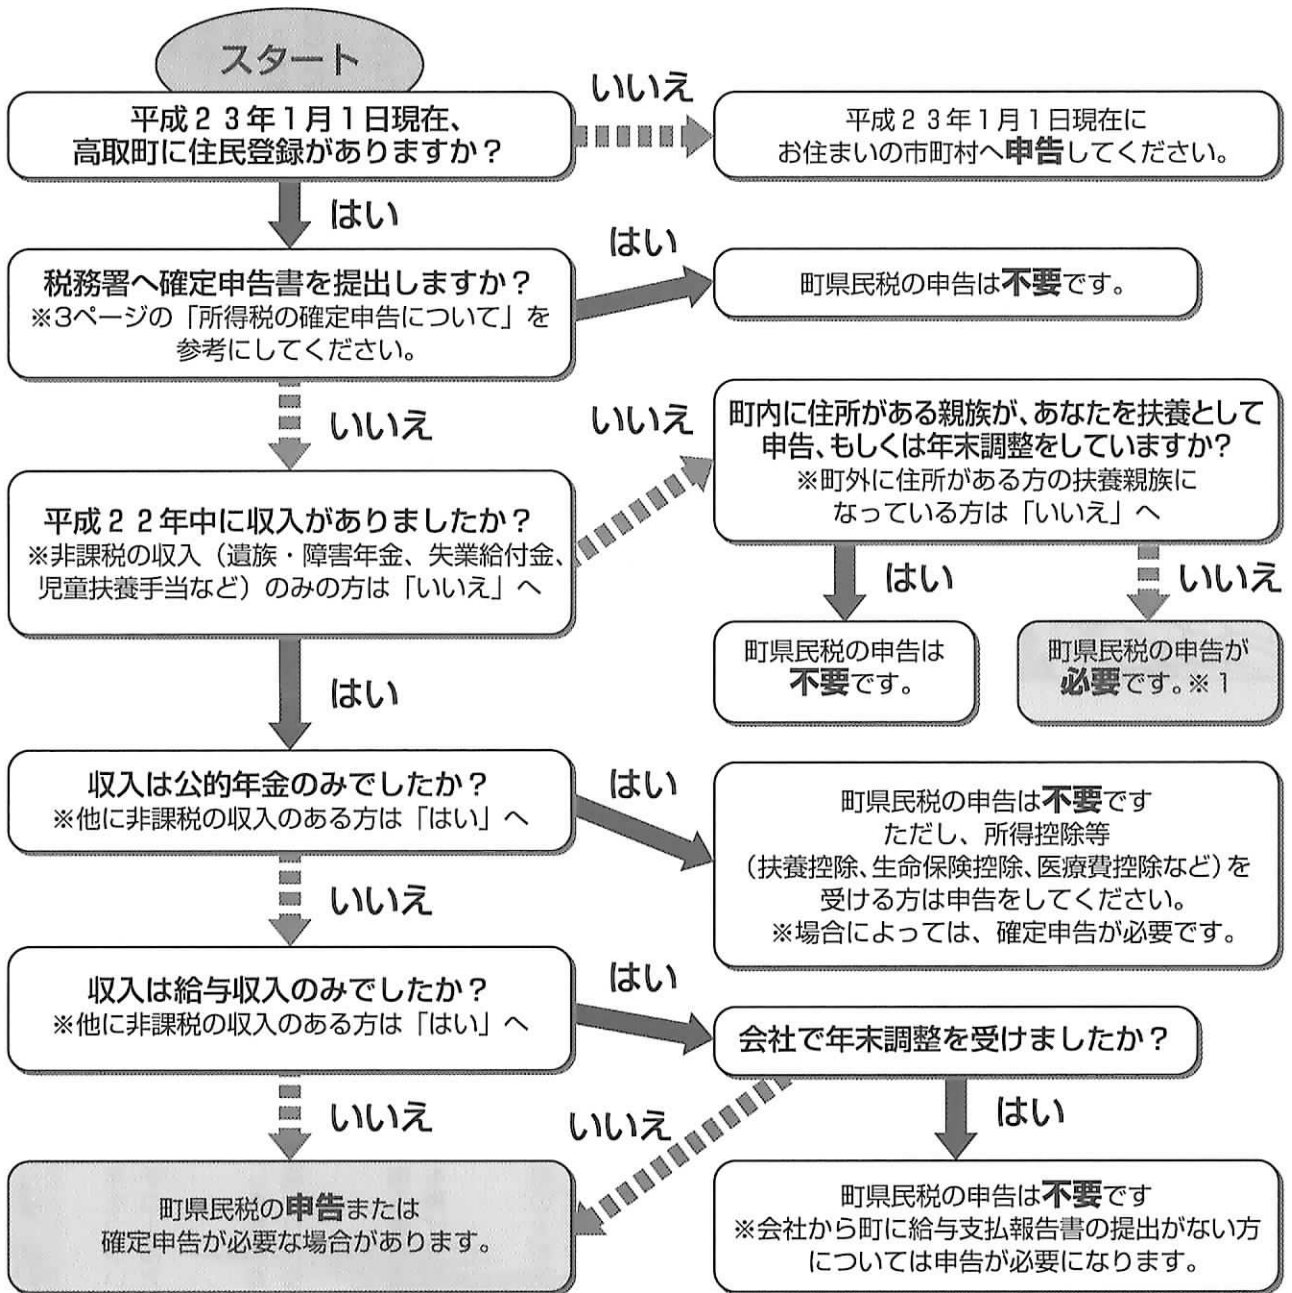 スタート
平成23年1月1日現在、
高取町に住民登録がありますか？
いいえ
平成23年1月1日現在に
お住まいの市町村へ申告してください。
はい
税務署へ確定申告書を提出しますか？
※3ページの「所得税の確定申告について」を
参考にしてください。
はい
町県民税の申告は不要です。
いいえ
平成22年中に収入がありましたか？
※非課税の収入（遺族・障害年金、失業給付金、
児童扶養手当など）のみの方は「いいえ」へ
いいえ
町内に住所がある親族が、あなたを扶養として
申告、もしくは年末調整をしていますか？
※町外に住所がある方の扶養親族に
なっている方は「いいえ」へ
はい
町県民税の申告は
不要です。
いいえ
町県民税の申告が
必要です。※1
はい
収入は公的年金のみでしたか？
※他に非課税の収入のある方は「はい」へ
はい
町県民税の申告は不要です
ただし、所得控除等
（扶養控除、生命保険控除、医療費控除など）を
受ける方は申告をしてください。
※場合によっては、確定申告が必要です。
いいえ
収入は給与収入のみでしたか？
※他に非課税の収入のある方は「はい」へ
はい
会社で年末調整を受けましたか？
いいえ
いいえ
はい
町県民税の申告または
確定申告が必要な場合があります。
町県民税の申告は不要です
※会社から町に給与支払報告書の提出がない方
については申告が必要になります。